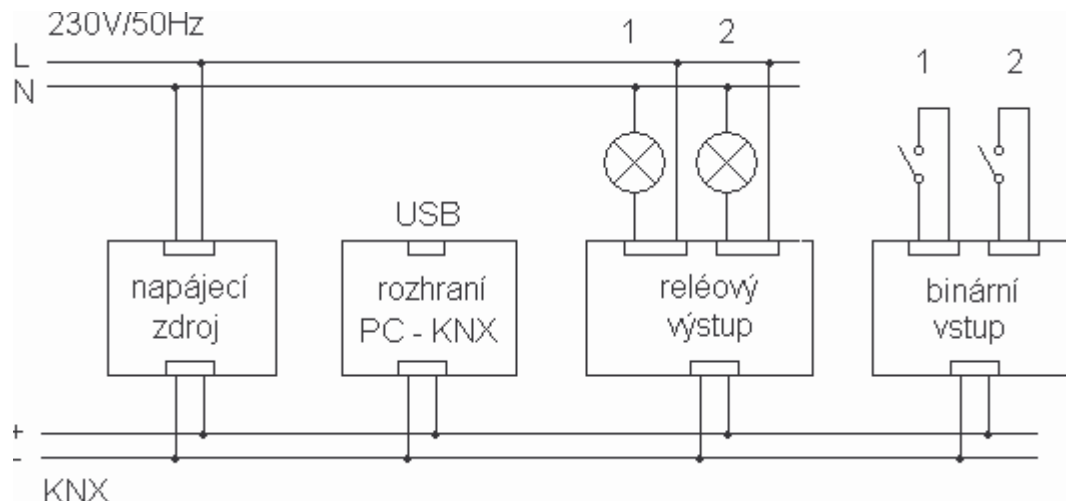 230V/50Hz
1 2
L
N
1 2
USB
napájecí
zdroj
rozhraní
PC - KNX
reléový
výstup
binární
vstup
+
-
KNX